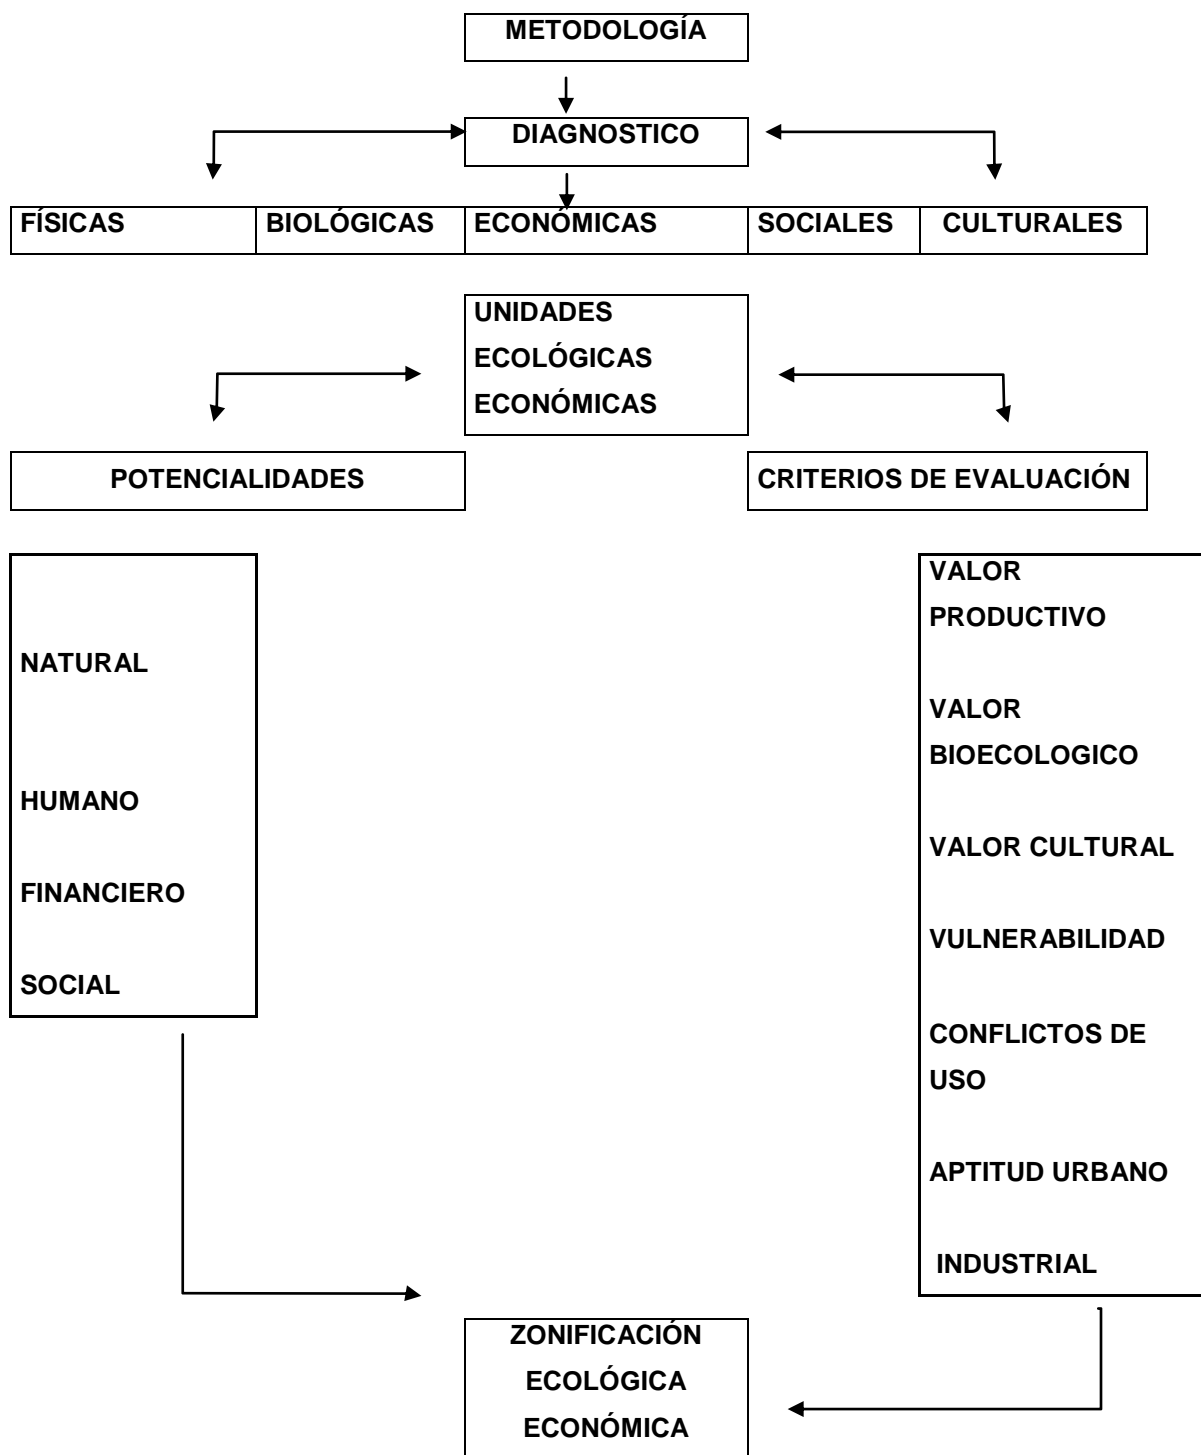 METODOLOGÍA
DIAGNOSTICO
FÍSICAS BIOLÓGICAS ECONÓMICAS SOCIALES CULTURALES
UNIDADES
ECOLÓGICAS
ECONÓMICAS
POTENCIALIDADES
CRITERIOS DE EVALUACIÓN
NATURAL
HUMANO
FINANCIERO
SOCIAL
VALOR
PRODUCTIVO
VALOR
BIOECOLOGICO
VALOR CULTURAL
VULNERABILIDAD
CONFLICTOS DE
USO
APTITUD URBANO
INDUSTRIAL
ZONIFICACIÓN
ECOLÓGICA
ECONÓMICA